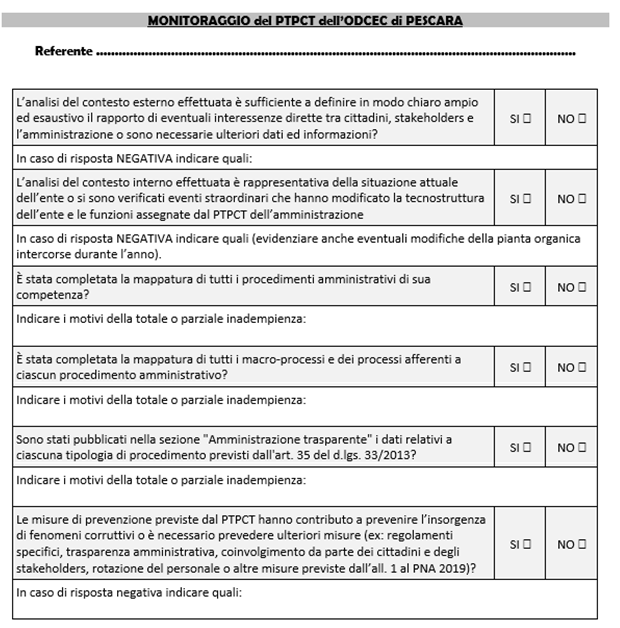 MONITORAGGIO del PTPCT dell'ODCEC di PESCARA
Referente ....................................................................................................................................
L'analisi del contesto esterno effettuata è sufficiente a definire in modo chiaro ampio
ed esaustivo il rapporto di eventuali interessenze dirette tra cittadini, stakeholders e
l'amministrazione o sono necessarie ulteriori dati ed informazioni?
SI ☐ NO ☐
In caso di risposta NEGATIVA indicare quali:
L'analisi del contesto interno effettuata è rappresentativa della situazione attuale
dell'ente o si sono verificati eventi straordinari che hanno modificato la tecnostruttura
dell'ente e le funzioni assegnate dal PTPCT dell'amministrazione
SI ☐ NO ☐
In caso di risposta NEGATIVA indicare quali (evidenziare anche eventuali modifiche della pianta organica
intercorse durante l'anno).
È stata completata la mappatura di tutti i procedimenti amministrativi di sua
competenza?
SI ☐ NO ☐
Indicare i motivi della totale o parziale inadempienza:
È stata completata la mappatura di tutti i macro-processi e dei processi afferenti a
ciascun procedimento amministrativo?
SI ☐ NO ☐
Indicare i motivi della totale o parziale inadempienza:
Sono stati pubblicati nella sezione "Amministrazione trasparente" i dati relativi a
ciascuna tipologia di procedimento previsti dall'art. 35 del d.lgs. 33/2013?
SI ☐ NO ☐
Indicare i motivi della totale o parziale inadempienza:
Le misure di prevenzione previste dal PTPCT hanno contributo a prevenire l'insorgenza
di fenomeni corruttivi o è necessario prevedere ulteriori misure (ex: regolamenti
specifici, trasparenza amministrativa, coinvolgimento da parte dei cittadini e degli
stakeholders, rotazione del personale o altre misure previste dall'all. 1 al PNA 2019)?
SI ☐ NO ☐
In caso di risposta negativa indicare quali: